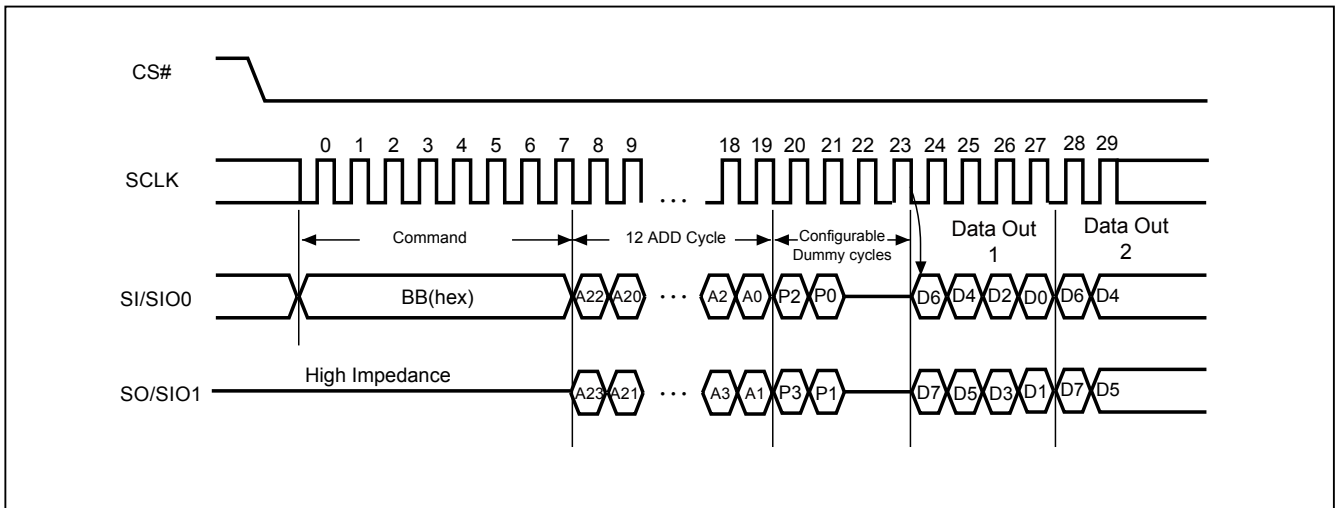 CS#
0 1 2 3 4 5 6 7 8 9 18 19 20 21 22 23 24 25 26 27 28 29
SCLK
...
Command
12 ADD Cycle
Configurable
Dummy cycles
Data Out
1
Data Out
2
SI/SIO0
BB(hex)
A22 A20 ... A2 A0 P2 P0 D6 D4 D2 D0 D6 D4
High Impedance
SO/SIO1
A23 A21 ... A3 A1 P3 P1 D7 D5 D3 D1 D7 D5